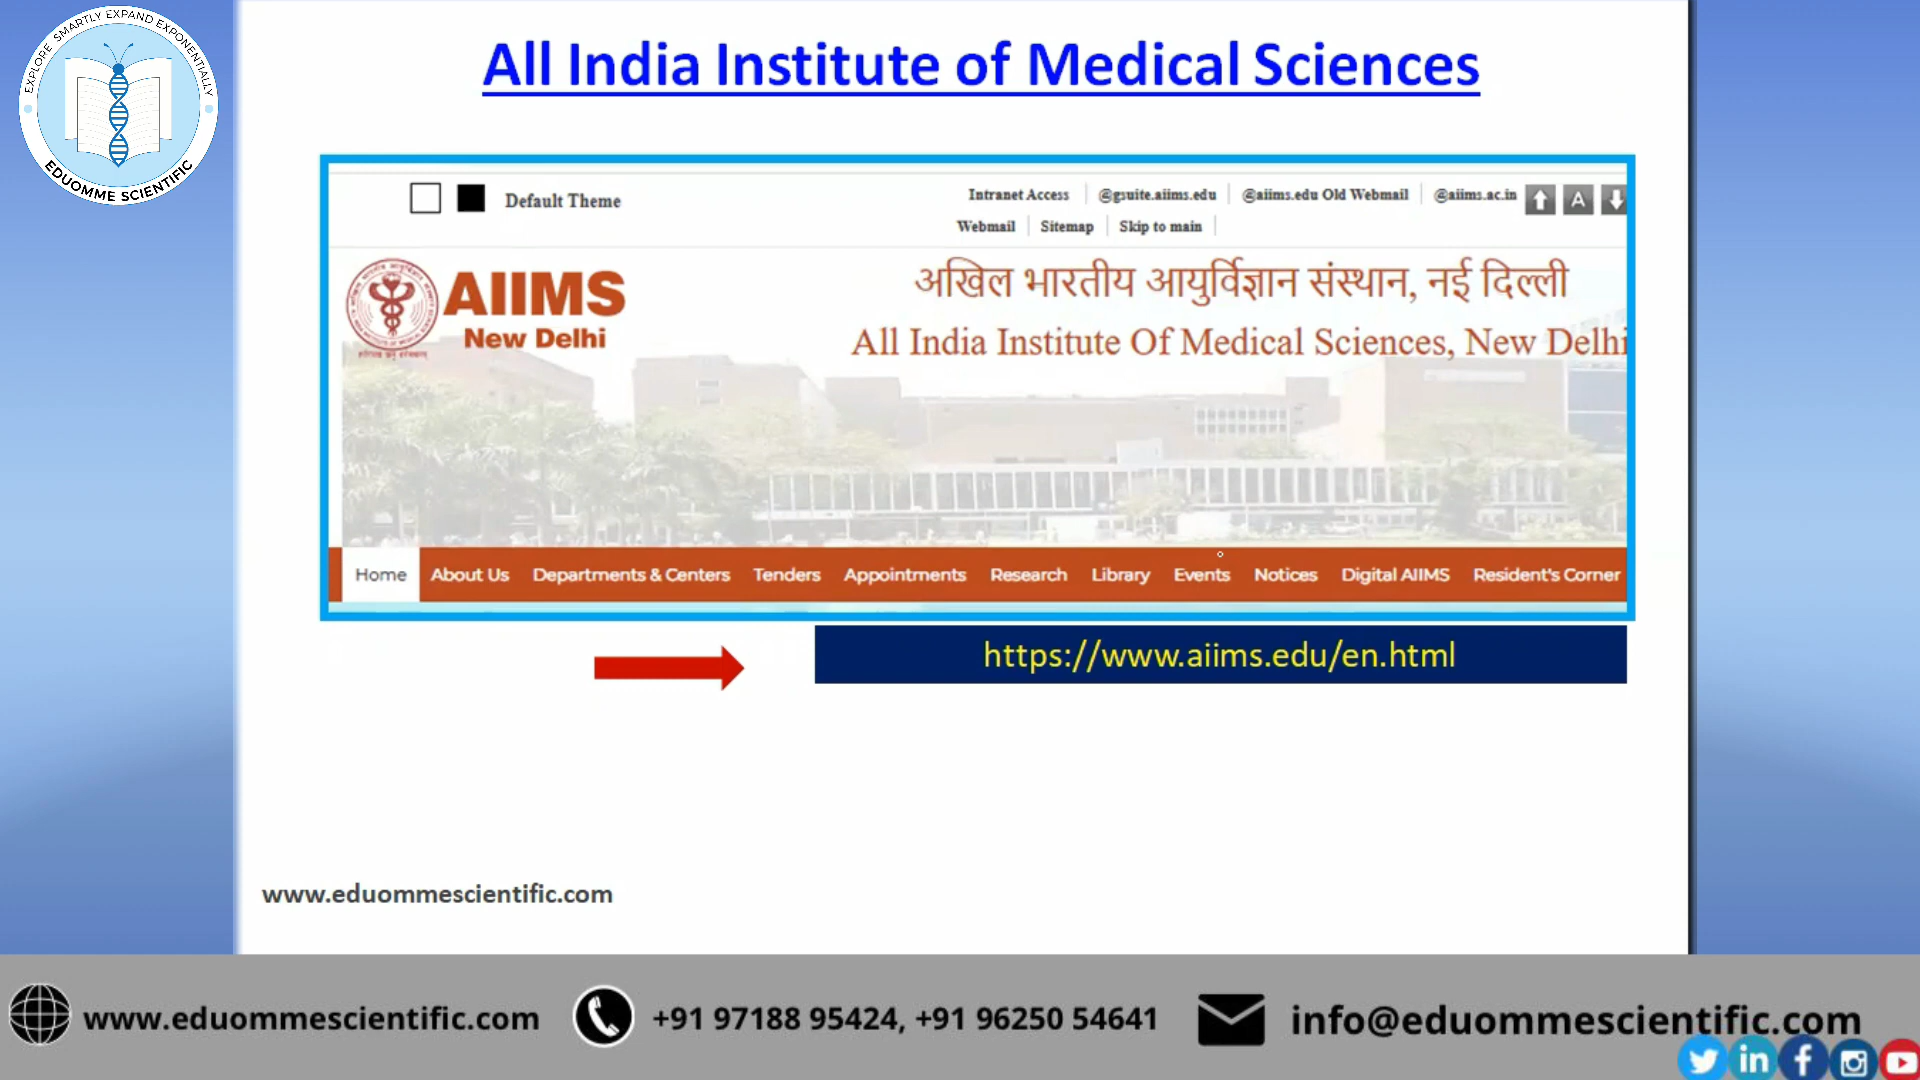 EXPLORE SMARTLY EXPAND EXPONENTIALLY
EDUOMME SCIENTIFIC
All India Institute of Medical Sciences
Default Theme
Intranet Access @gsuite.aiims.edu @aiims.edu Old Webmail @aiims.ac.in A
Webmail Sitemap Skip to main
AIIMS
New Delhi
अखिल भारतीय आयुर्विज्ञान संस्थान, नई दिल्ली
All India Institute Of Medical Sciences, New Delhi
Home About Us Departments & Centers Tenders Appointments Research Library Events Notices Digital AIIMS Resident's Corner
https://www.aiims.edu/en.html
www.eduommescientific.com
www.eduommescientific.com +91 97188 95424, +91 96250 54641 info@eduommescientific.com